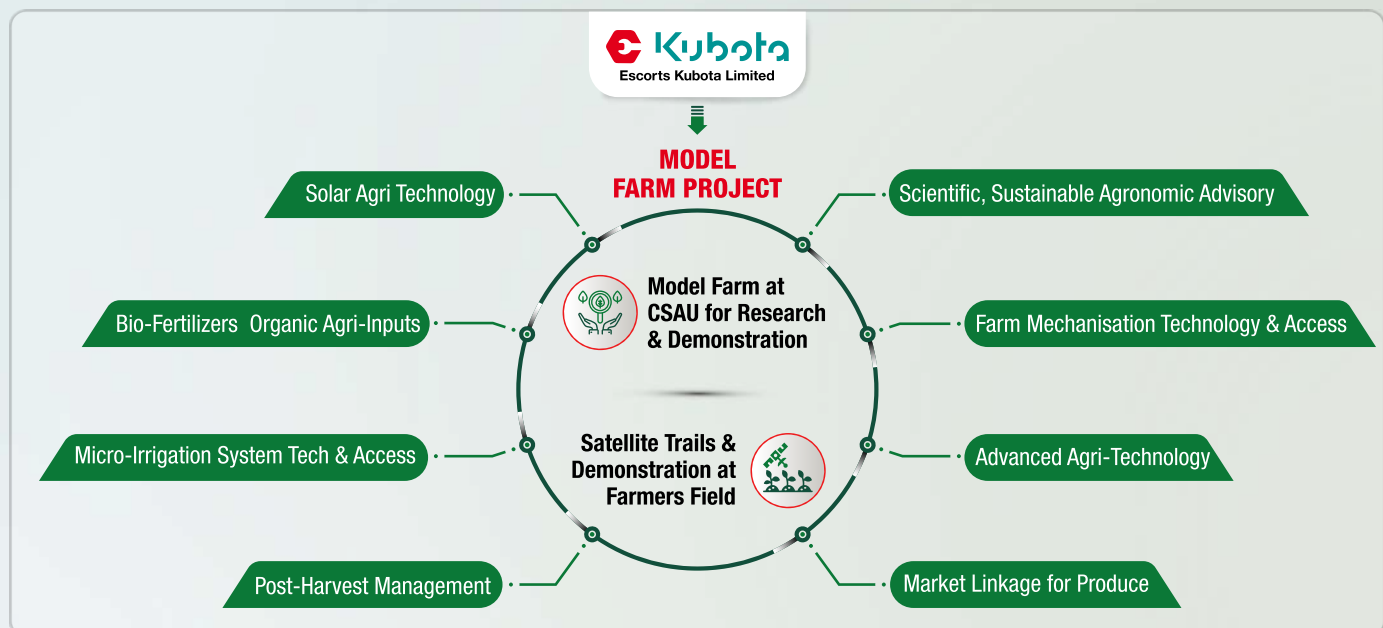 Kubota
Escorts Kubota Limited
MODEL
FARM PROJECT
Solar Agri Technology
Scientific, Sustainable Agronomic Advisory
Model Farm at
CSAU for Research
& Demonstration
Bio-Fertilizers Organic Agri-Inputs
Farm Mechanisation Technology & Access
Satellite Trails &
Demonstration at
Farmers Field
Micro-Irrigation System Tech & Access
Advanced Agri-Technology
Post-Harvest Management
Market Linkage for Produce